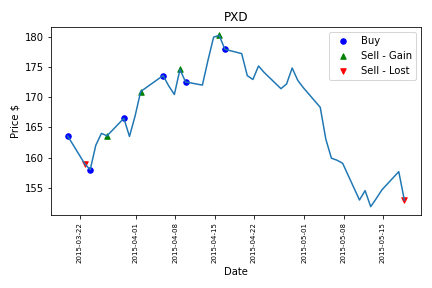 PXD
Buy
Sell - Gain
Sell - Lost
Price $
180
175
170
165
160
155
2015-03-22
2015-04-01
2015-04-08
2015-04-15
2015-04-22
2015-05-01
2015-05-08
2015-05-15
Date